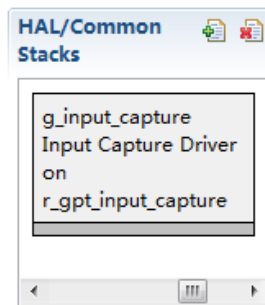 HAL/Common
Stacks
g_input_capture
Input Capture Driver
on
r_gpt_input_capture